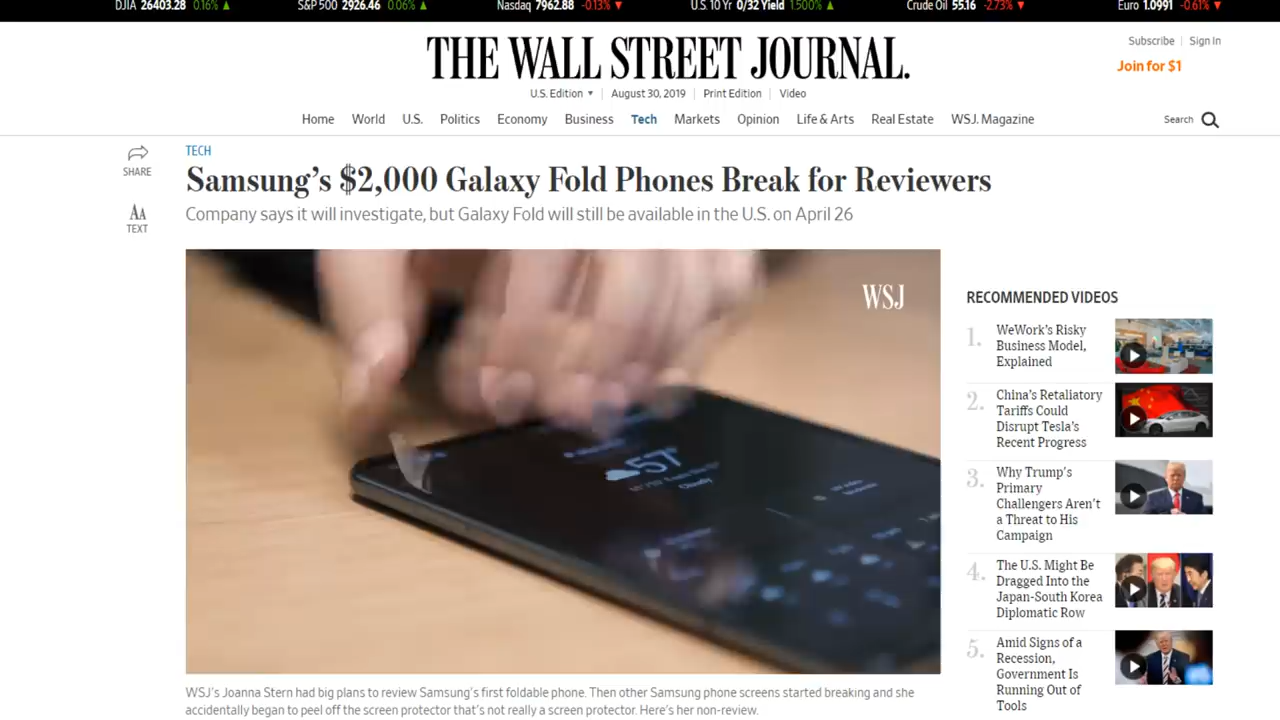 DJIA 26403.28 0.16% ▲ S&P 500 2926.46 0.06% ▲ Nasdaq 7962.88 -0.13% ▼ U.S. 10 Yr 0/32 Yield 1.500% ▲ Crude Oil 55.16 -2.73% ▼ Euro 1.0991 -0.61% ▼
THE WALL STREET JOURNAL.
Subscribe | Sign In
Join for $1
U.S. Edition ▼ | August 30, 2019 | Print Edition | Video
Home World U.S. Politics Economy Business Tech Markets Opinion Life & Arts Real Estate WSJ. Magazine Search
SHARE
AA
TEXT
TECH
Samsung's $2,000 Galaxy Fold Phones Break for Reviewers
Company says it will investigate, but Galaxy Fold will still be available in the U.S. on April 26
WSJ
57°
Cloudy
WSJ's Joanna Stern had big plans to review Samsung's first foldable phone. Then other Samsung phone screens started breaking and she
accidentally began to peel off the screen protector that's not really a screen protector. Here's her non-review.
RECOMMENDED VIDEOS
1. WeWork's Risky
Business Model,
Explained
2. China's Retaliatory
Tariffs Could
Disrupt Tesla's
Recent Progress
3. Why Trump's
Primary
Challengers Aren't
a Threat to His
Campaign
4. The U.S. Might Be
Dragged Into the
Japan-South Korea
Diplomatic Row
5. Amid Signs of a
Recession,
Government Is
Running Out of
Tools